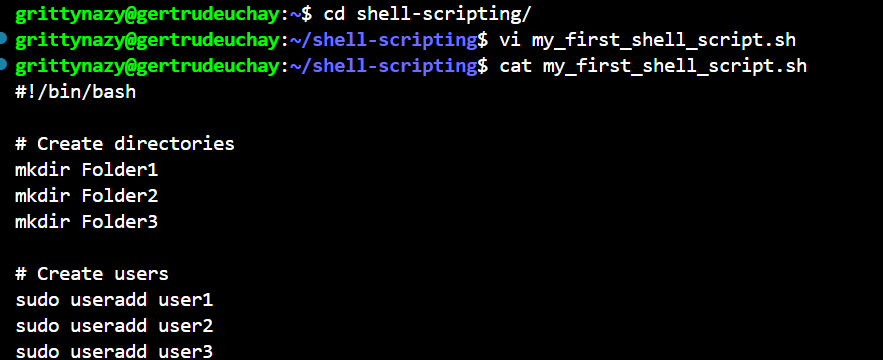 grittynazy@gertrudeuchay:~$ cd shell-scripting/
grittynazy@gertrudeuchay:~/shell-scripting$ vi my_first_shell_script.sh
grittynazy@gertrudeuchay:~/shell-scripting$ cat my_first_shell_script.sh
#!/bin/bash
# Create directories
mkdir Folder1
mkdir Folder2
mkdir Folder3
# Create users
sudo useradd user1
sudo useradd user2
sudo useradd user3